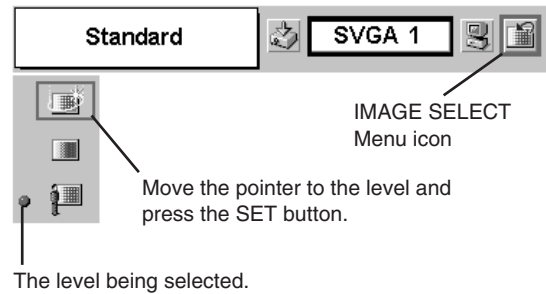 Standard
SVGA 1
IMAGE SELECT
Menu icon
Move the pointer to the level and
press the SET button.
The level being selected.